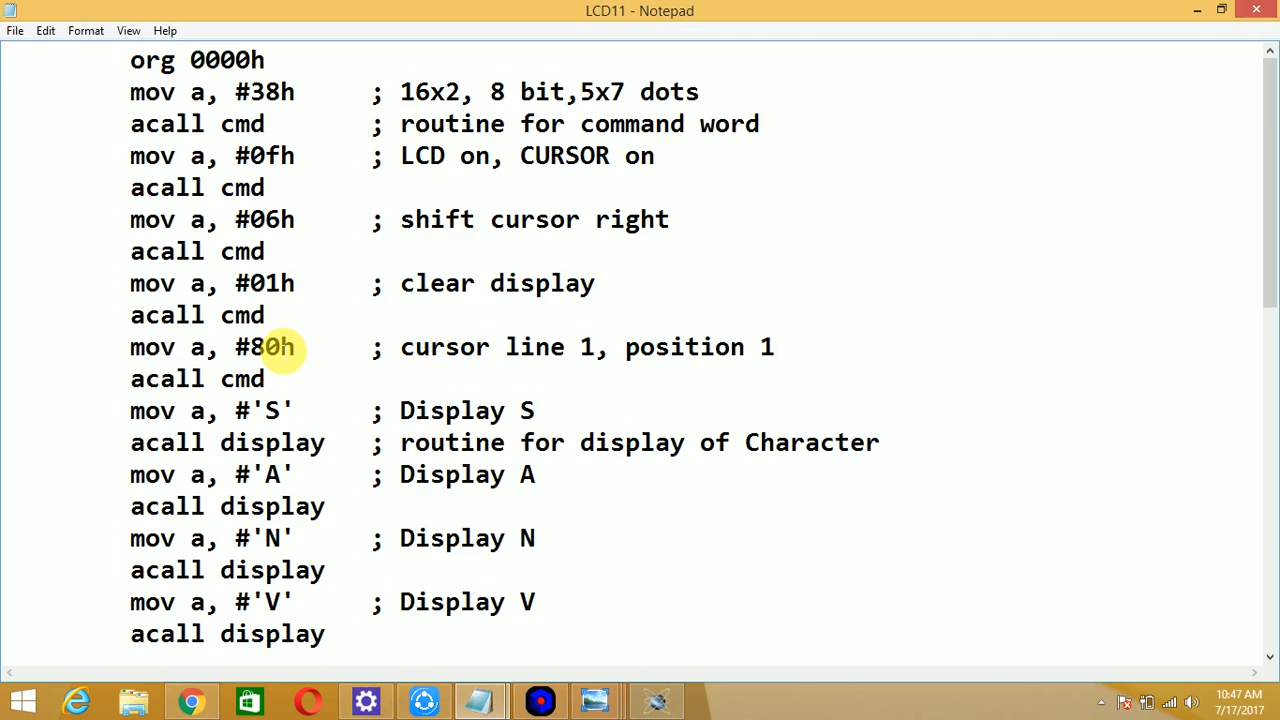 LCD11 - Notepad
File Edit Format View Help
org 0000h
mov a, #38h ; 16x2, 8 bit,5x7 dots
acall cmd ; routine for command word
mov a, #0fh ; LCD on, CURSOR on
acall cmd
mov a, #06h ; shift cursor right
acall cmd
mov a, #01h ; clear display
acall cmd
mov a, #80h ; cursor line 1, position 1
acall cmd
mov a, #'S' ; Display S
acall display ; routine for display of Character
mov a, #'A' ; Display A
acall display
mov a, #'N' ; Display N
acall display
mov a, #'V' ; Display V
acall display
10:47 AM
7/17/2017